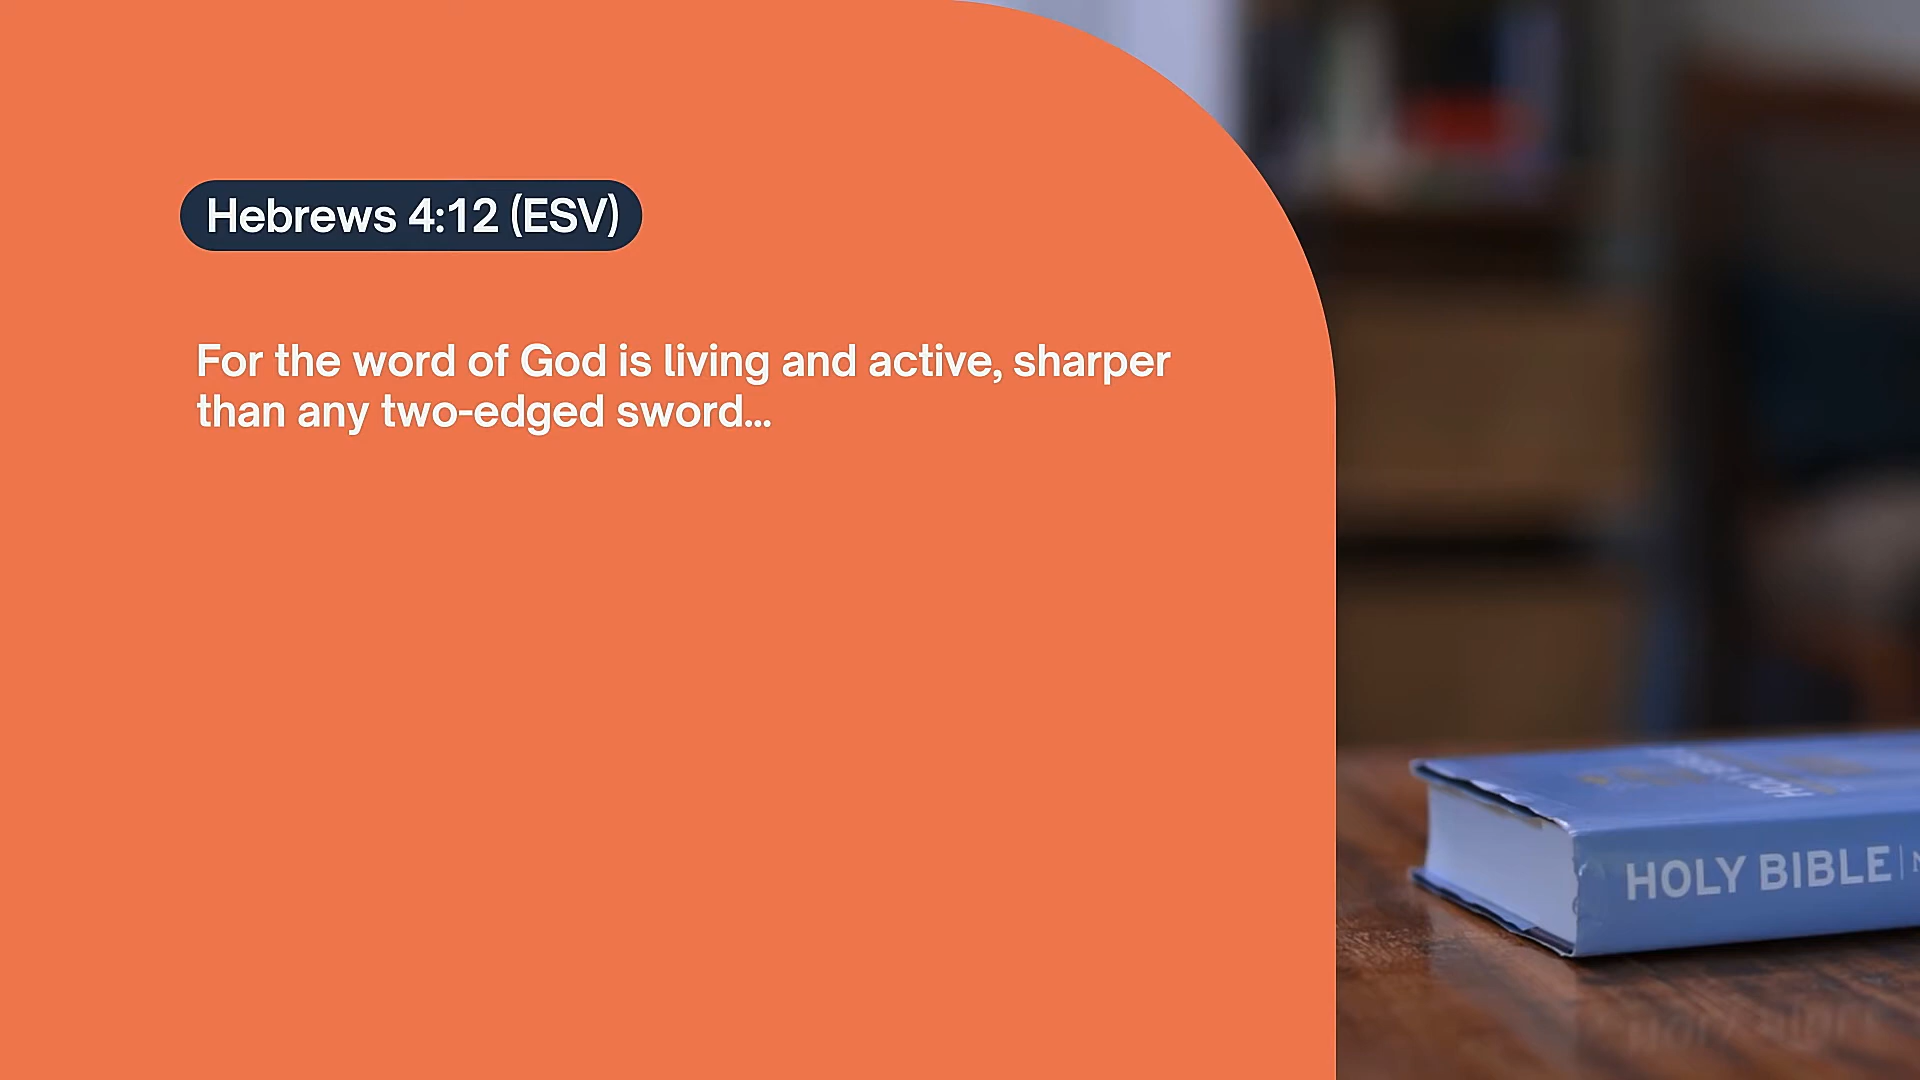 Hebrews 4:12 (ESV)
For the word of God is living and active, sharper
than any two-edged sword...
HOLY BIBLE